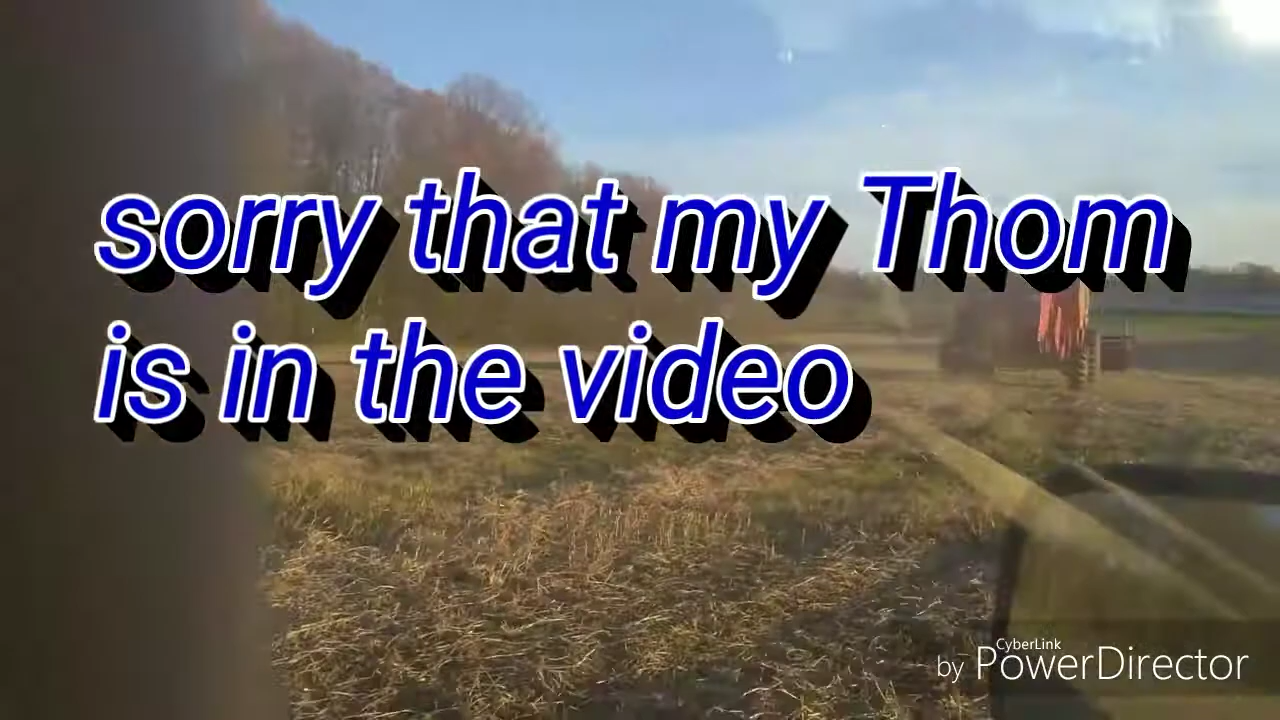 sorry that my Thom
is in the video
CyberLink
by PowerDirector